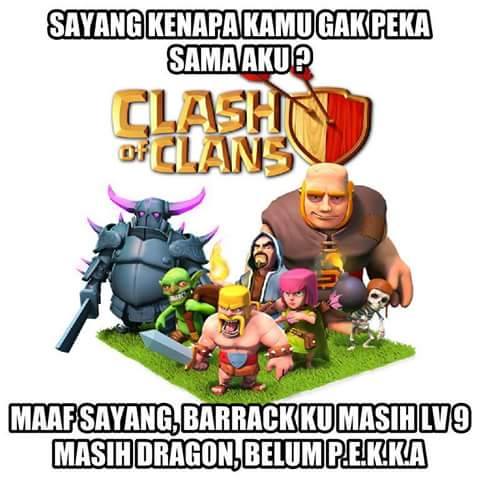 SAYANG KENAPA KAMU GAK PEKA
SAMA AKU ?
CLASH
OF CLANS
MAAF SAYANG, BARRACK KU MASIH LV 9
MASIH DRAGON, BELUM P.E.K.K.A